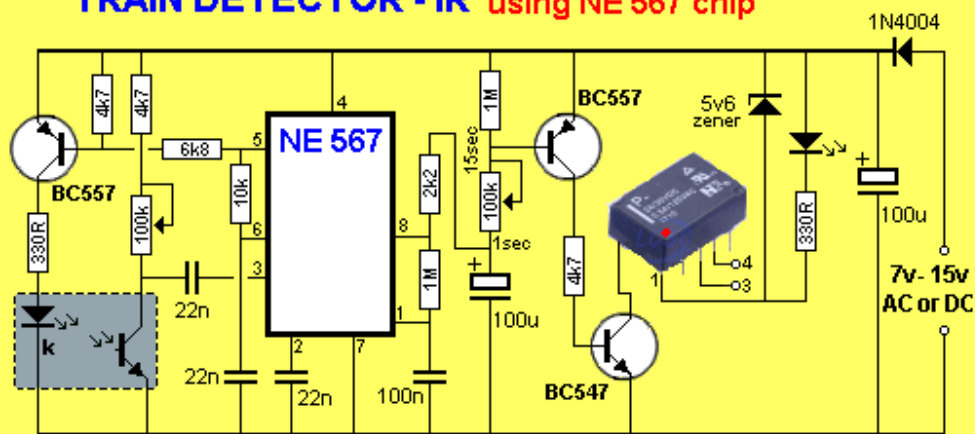 TRAIN DETECTOR - IR using NE 567 chip
1N4004
4k7
4k7
4
1M
BC557
5v6
zener
6k8
5
NE 567
15sec
BC557
10k
2k2
100k
100k
330R
6
8
1sec
4k7
330R
100u
3
1M
1
4
3
7v- 15v
AC or DC
22n
1
100u
k
2
7
22n
22n
100n
BC547